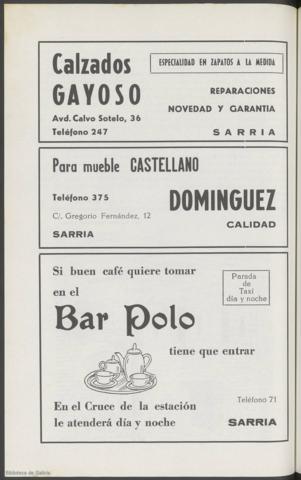 Calzados
GAYOSO
Avd. Calvo Sotelo, 36
Teléfono 247
ESPECIALIDAD EN ZAPATOS A LA MEDIDA
REPARACIONES
NOVEDAD Y GARANTIA
SARRIA
Para mueble CASTELLANO
Teléfono 375
DOMINGUEZ
C/. Gregorio Fernández, 12
CALIDAD
SARRIA
Si buen café quiere tomar
en el
Parada
de
Taxi
día y noche
Bar Polo
tiene que entrar
Teléfono 71
En el Cruce de la estación
le atenderá día y noche
SARRIA
Biblioteca de Galicia